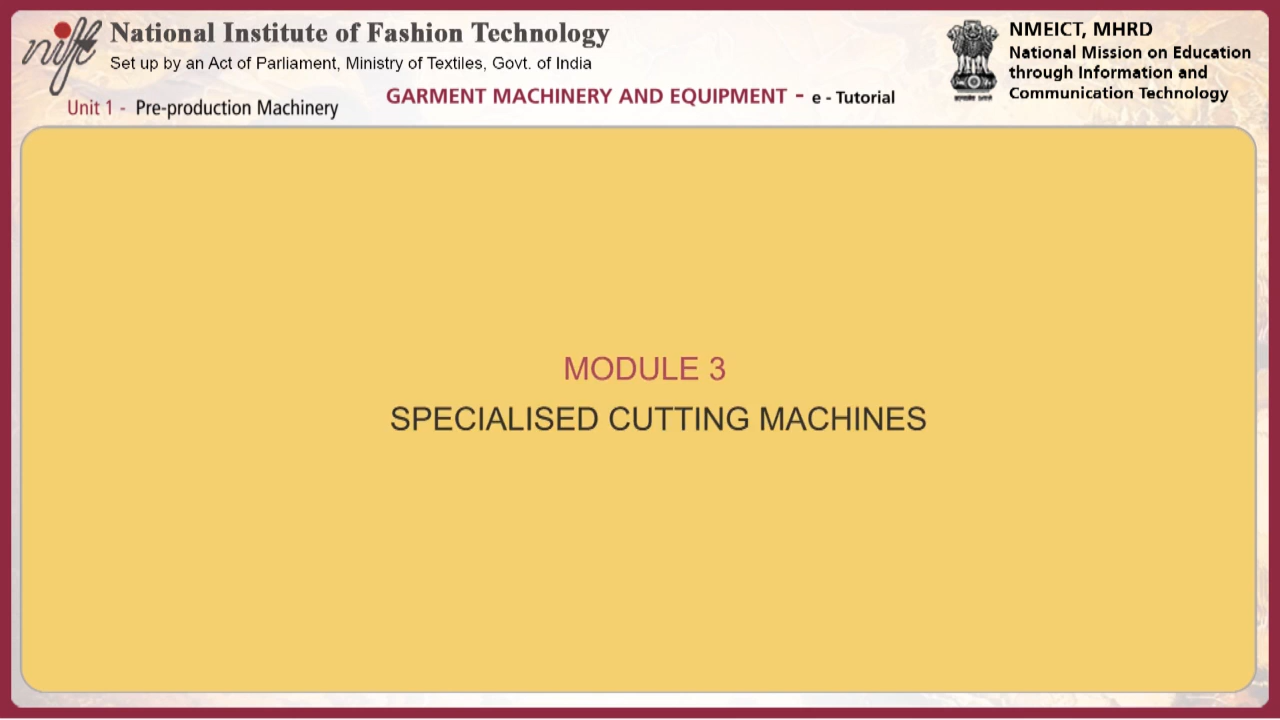 nift
National Institute of Fashion Technology
Set up by an Act of Parliament, Ministry of Textiles, Govt. of India
Unit 1 - Pre-production Machinery
GARMENT MACHINERY AND EQUIPMENT - e - Tutorial
NMEICT, MHRD
National Mission on Education
through Information and
Communication Technology
MODULE 3
SPECIALISED CUTTING MACHINES